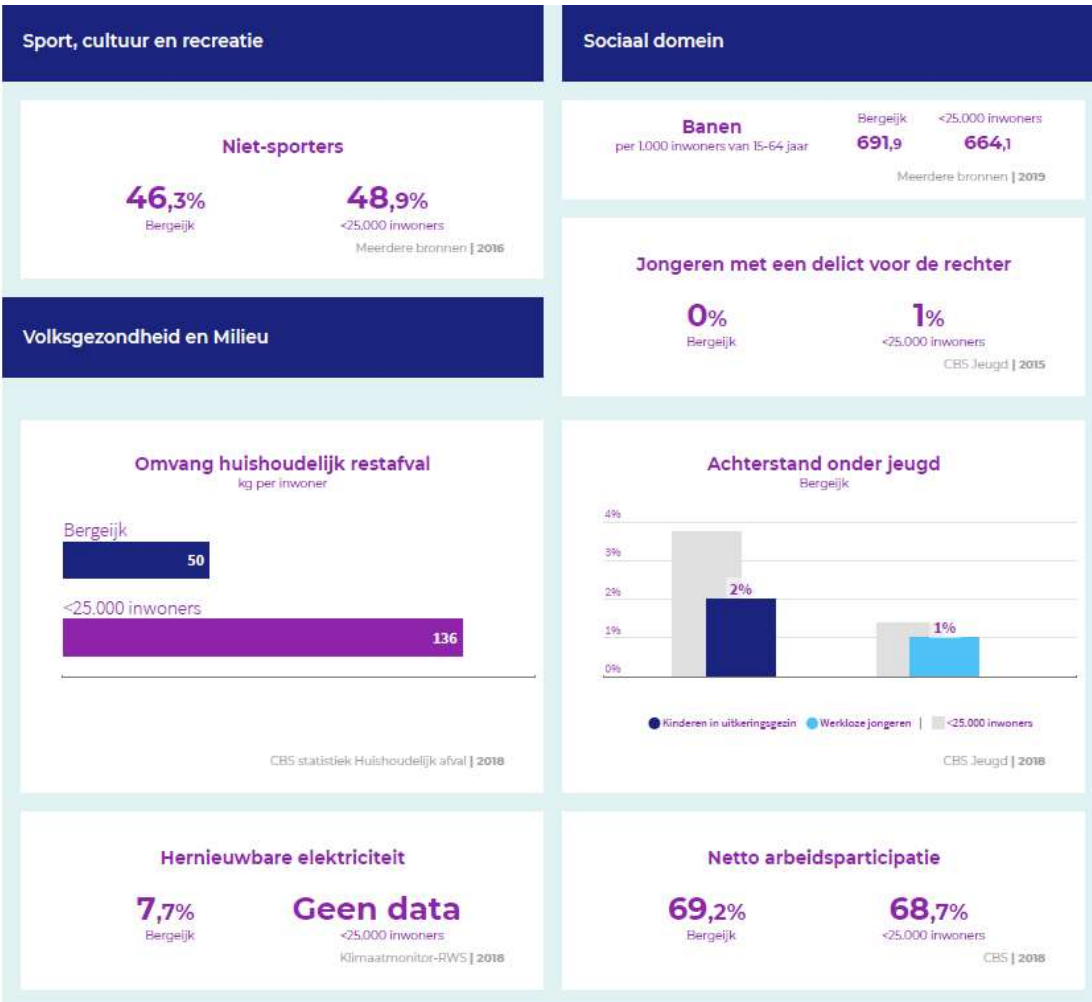 Sport, cultuur en recreatie
Niet-sporters
46,3%
48,9%
Bergeijk
<25.000 inwoners
Meerdere bronnen | 2016
Volksgezondheid en Milieu
Omvang huishoudelijk restafval
kg per inwoner
Bergeijk
50
<25.000 inwoners
136
CBS statistiek Huishoudelijk afval | 2018
Hernieuwbare elektriciteit
7,7%
Geen data
Bergeijk
<25.000 inwoners
Klimaatmonitor-RWS | 2018
Sociaal domein
Banen
per 1.000 inwoners van 15-64 jaar
Bergeijk
<25.000 inwoners
691,9
664,1
Meerdere bronnen | 2019
Jongeren met een delict voor de rechter
0%
1%
Bergeijk
<25.000 inwoners
CBS Jeugd | 2015
Achterstand onder jeugd
Bergeijk
4%
3%
2%
1%
0%
2%
1%
Kinderen in uitkeringsgezin Werkloze jongeren | <25.000 inwoners
CBS Jeugd | 2018
Netto arbeidsparticipatie
69,2%
68,7%
Bergeijk
<25.000 inwoners
CBS | 2018